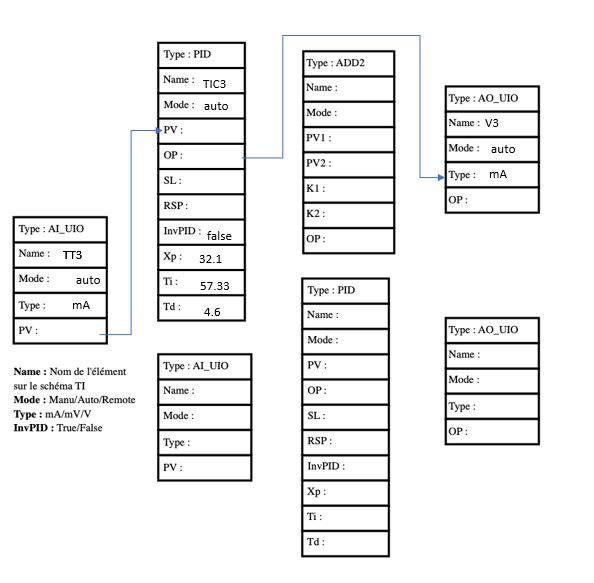 Type : PID
Name : TIC3
Mode : auto
PV :
OP :
SL :
RSP :
InvPID : false
Xp : 32.1
Ti : 57.33
Td : 4.6
Type : ADD2
Name :
Mode :
PV1 :
PV2 :
K1 :
K2 :
OP :
Type : AO_UIO
Name : V3
Mode : auto
Type : mA
OP :
Type : AI_UIO
Name : TT3
Mode : auto
Type : mA
PV :
Name : Nom de l'élément
sur le schéma TI
Mode : Manu/Auto/Remote
Type : mA/mV/V
InvPID : True/False
Type : AI_UIO
Name :
Mode :
Type :
PV :
Type : PID
Name :
Mode :
PV :
OP :
SL :
RSP :
InvPID :
Xp :
Ti :
Td :
Type : AO_UIO
Name :
Mode :
Type :
OP :